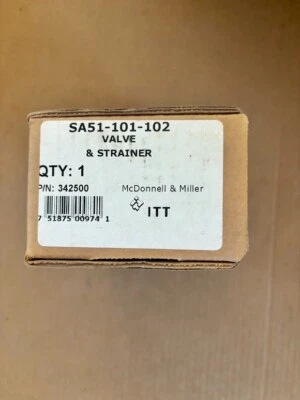 SA51-101-102
VALVE
& STRAINER
QTY: 1
P/N: 342500 McDonnell & Miller
ITT
7 51875 00974 1